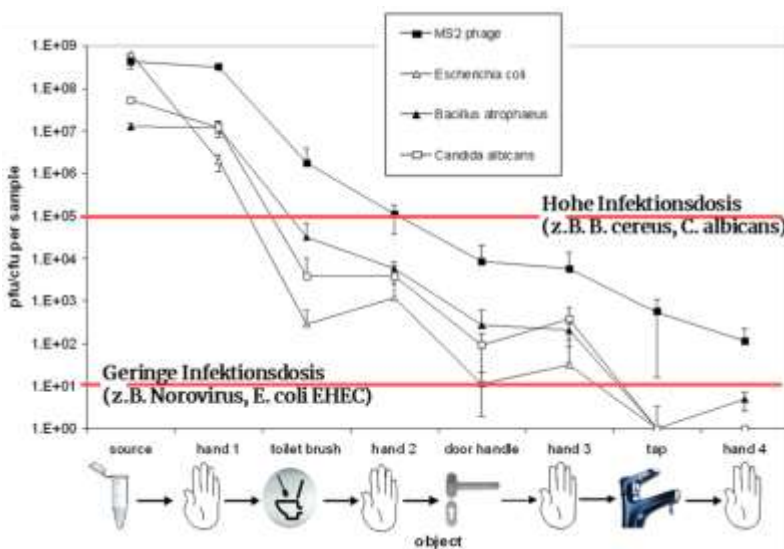 MS2 phage
Escherichia coli
Bacillus atrophaeus
Candida albicans
pfu/cfu per sample
1.E+09
1.E+08
1.E+07
1.E+06
1.E+05
1.E+04
1.E+03
1.E+02
1.E+01
1.E+00
Hohe Infektionsdosis
(z.B. B. cereus, C. albicans)
Geringe Infektionsdosis
(z.B. Norovirus, E. coli EHEC)
source hand 1 toilet brush hand 2 door handle hand 3 tap hand 4
object